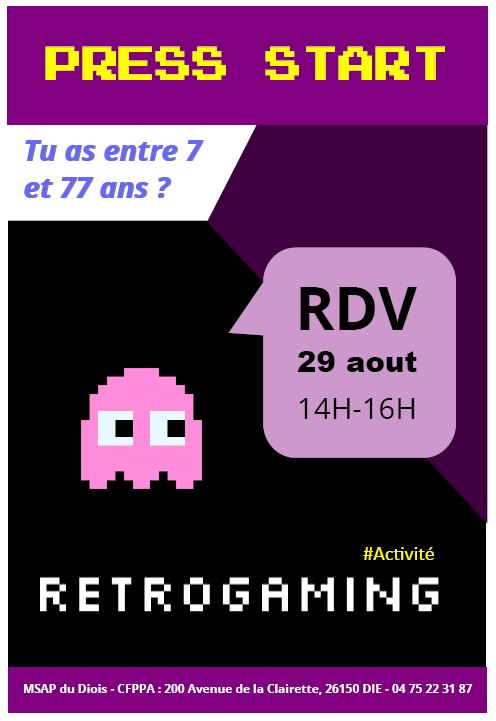 PRESS START
Tu as entre 7
et 77 ans ?
RDV
29 aout
14H-16H
#Activité
RETROGAMING
MSAP du Diois - CFPPA : 200 Avenue de la Clairette, 26150 DIE - 04 75 22 31 87